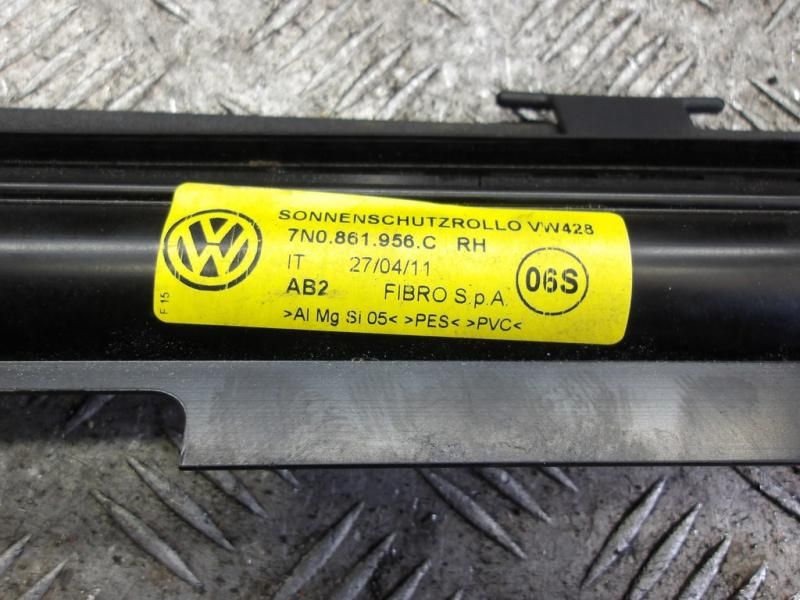 SONNENSCHUTZROLLO VW428
7N0.861.956.C RH
IT 27/04/11
AB2 FIBRO S.p.A.
06S
>Al Mg Si 05< >PES< >PVC<
F 15